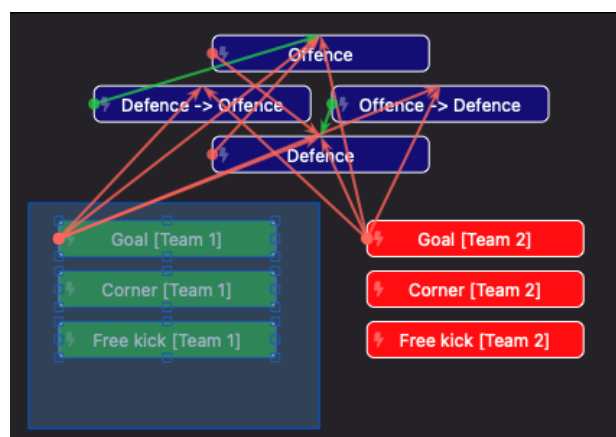 Offence
Defence -> Offence
Offence -> Defence
Defence
Goal [Team 1]
Goal [Team 2]
Corner [Team 1]
Corner [Team 2]
Free kick [Team 1]
Free kick [Team 2]